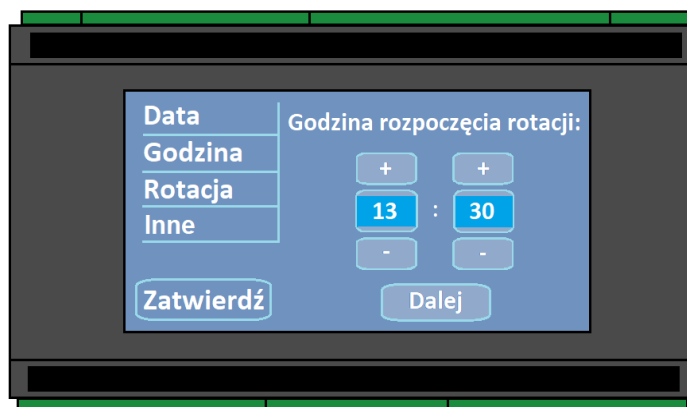 Data
Godzina
Rotacja
Inne
Zatwierdź
Godzina rozpoczęcia rotacji:
+ +
13 : 30
- -
Dalej